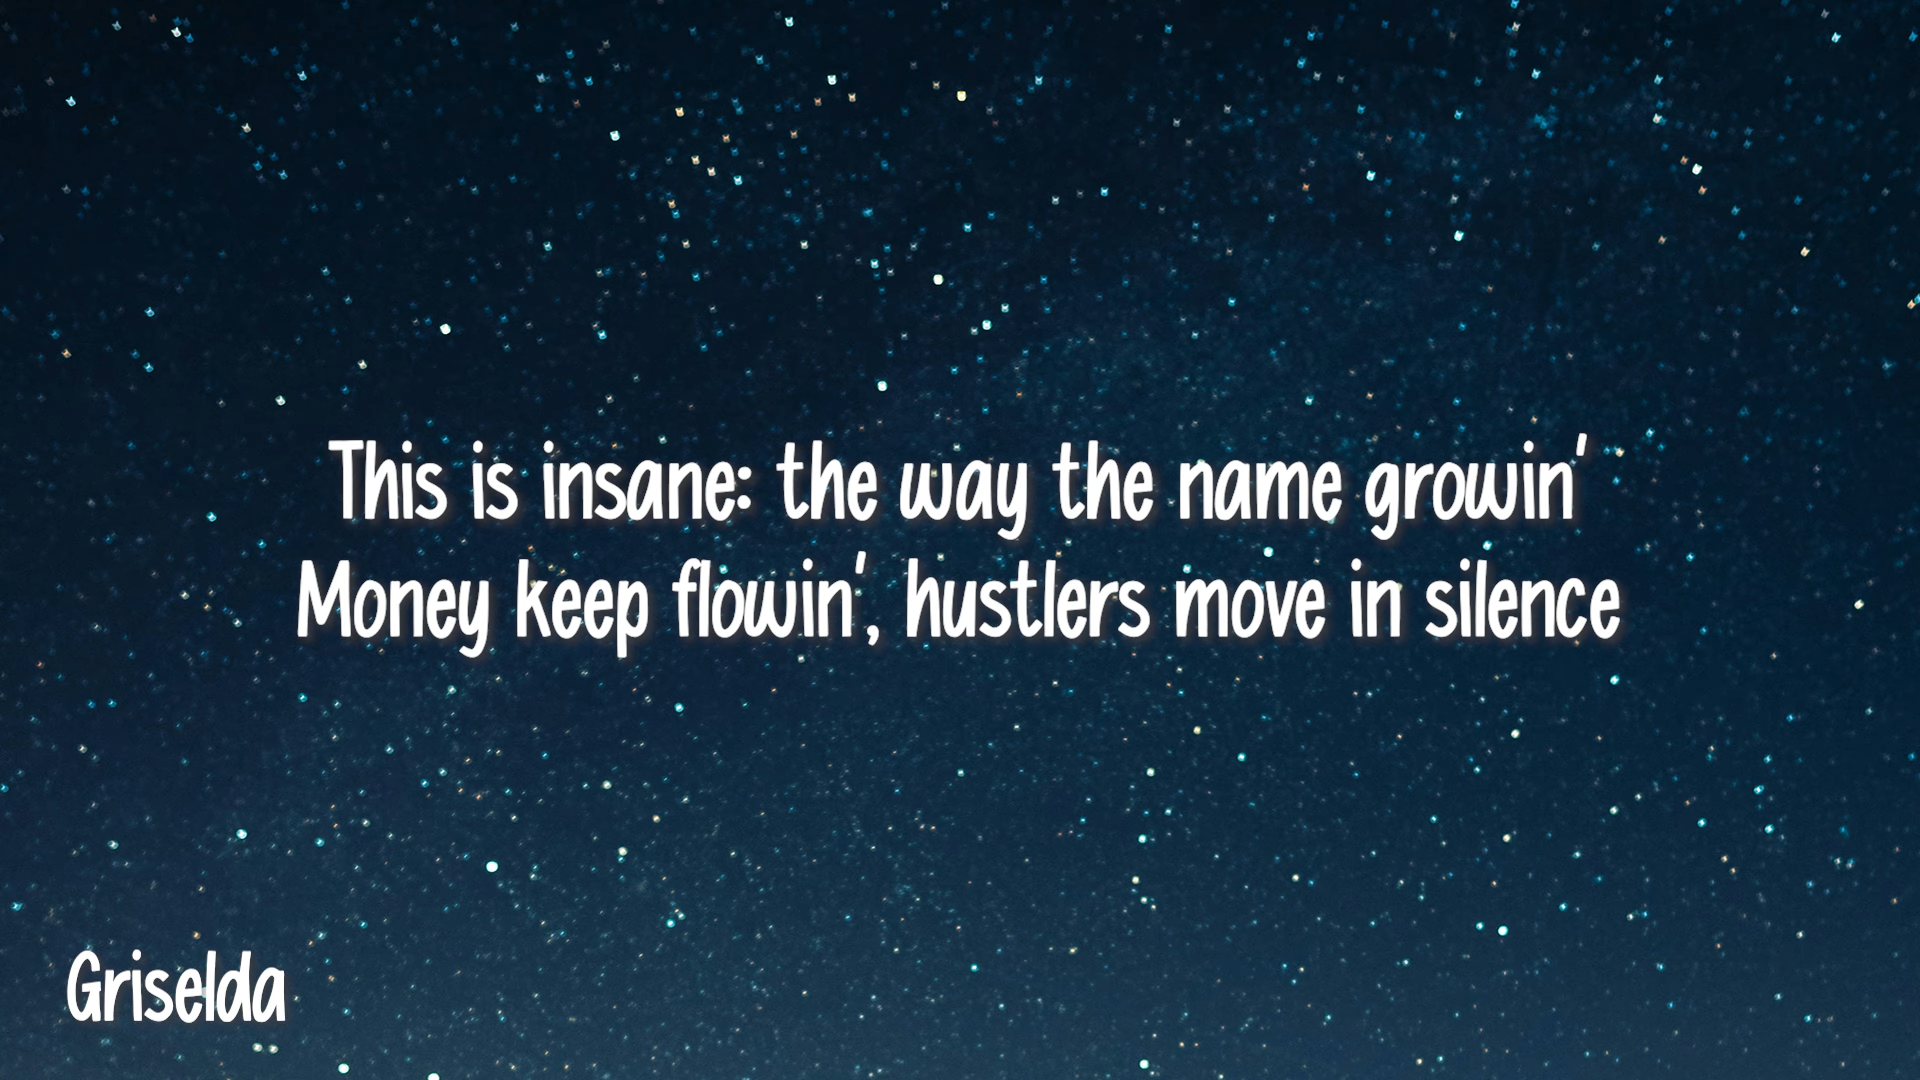 This is insane: the way the name growin'
Money keep flowin', hustlers move in silence
Griselda